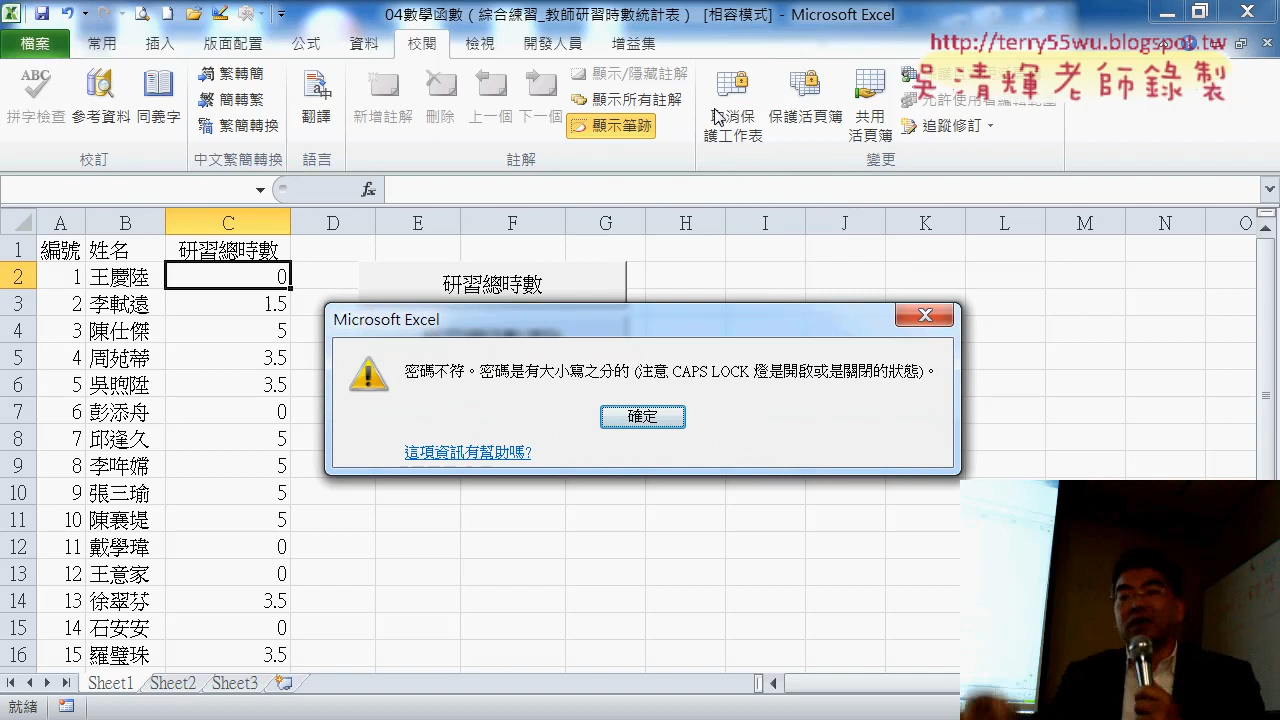 04數學函數（綜合練習_教師研習時數統計表） [相容模式] - Microsoft Excel
http://terry55wu.blogspot.tw
檔案 常用 插入 版面配置 公式 資料 校閱 檢視 開發人員 增益集
吳清輝老師錄製
ABC
拼字檢查 參考資料 同義字
校訂
繁轉簡
簡轉繁
繁簡轉換
中文繁簡轉換
譯
語言
新增註解 刪除 上一個 下一個
顯示/隱藏註解
顯示所有註解
顯示筆跡
註解
取消保護工作表 保護活頁簿 共用活頁簿
追蹤修訂
變更
fx
A B C D E F G H I J K L M N O
1 編號 姓名 研習總時數
2 1 王慶陸 0
研習總時數
3 2 李軾遠 1.5
4 3 陳仕傑 5
5 4 周 3.5
6 5 吳煦陞 3.5
7 6 彭添舟 0
8 7 邱逢久 5
9 8 李 5
10 9 張三瑜 5
11 10 陳襄堤 5
12 11 戴學瑋 0
13 12 王意家 0
14 13 徐翠芬 3.5
15 14 石安安 0
16 15 羅璧珠 3.5
Microsoft Excel
密碼不符。密碼是有大小寫之分的 (注意 CAPS LOCK 燈是開啟或是關閉的狀態)。
確定
這項資訊有幫助嗎?
Sheet1 Sheet2 Sheet3
就緒